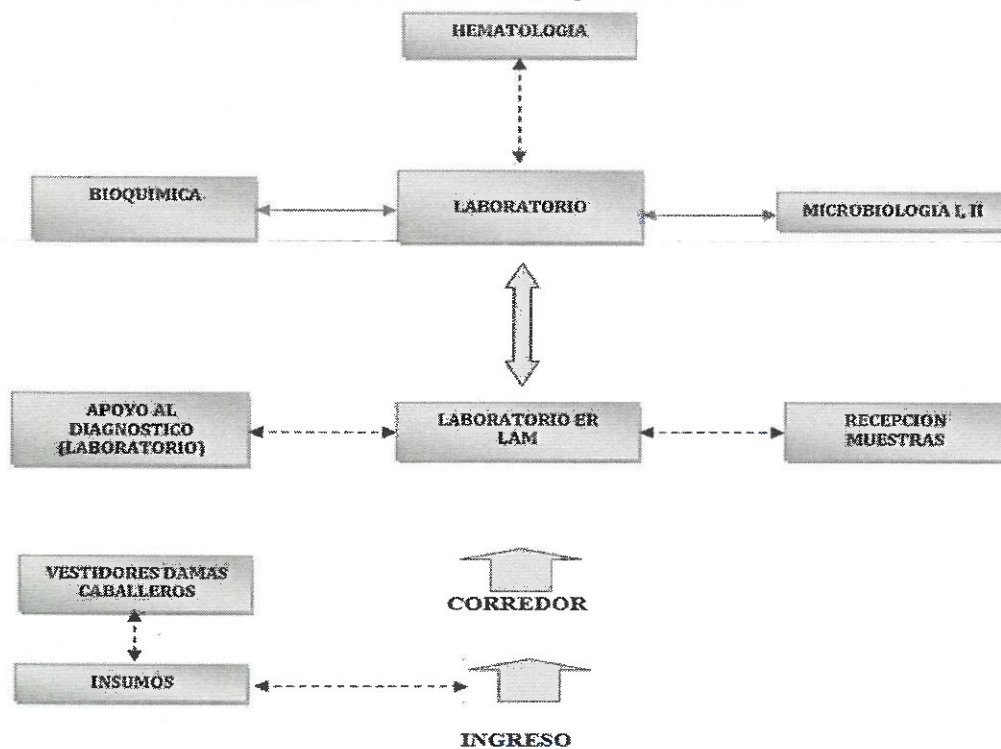 HEMATOLOGIA
BIOQUIMICA
LABORATORIO
MICROBIOLOGIA I, II
APOYO AL
DIAGNOSTICO
(LABORATORIO)
LABORATORIO ER
LAM
RECEPCION
MUESTRAS
VESTIDORES DAMAS
CABALLEROS
CORREDOR
INSUMOS
INGRESO